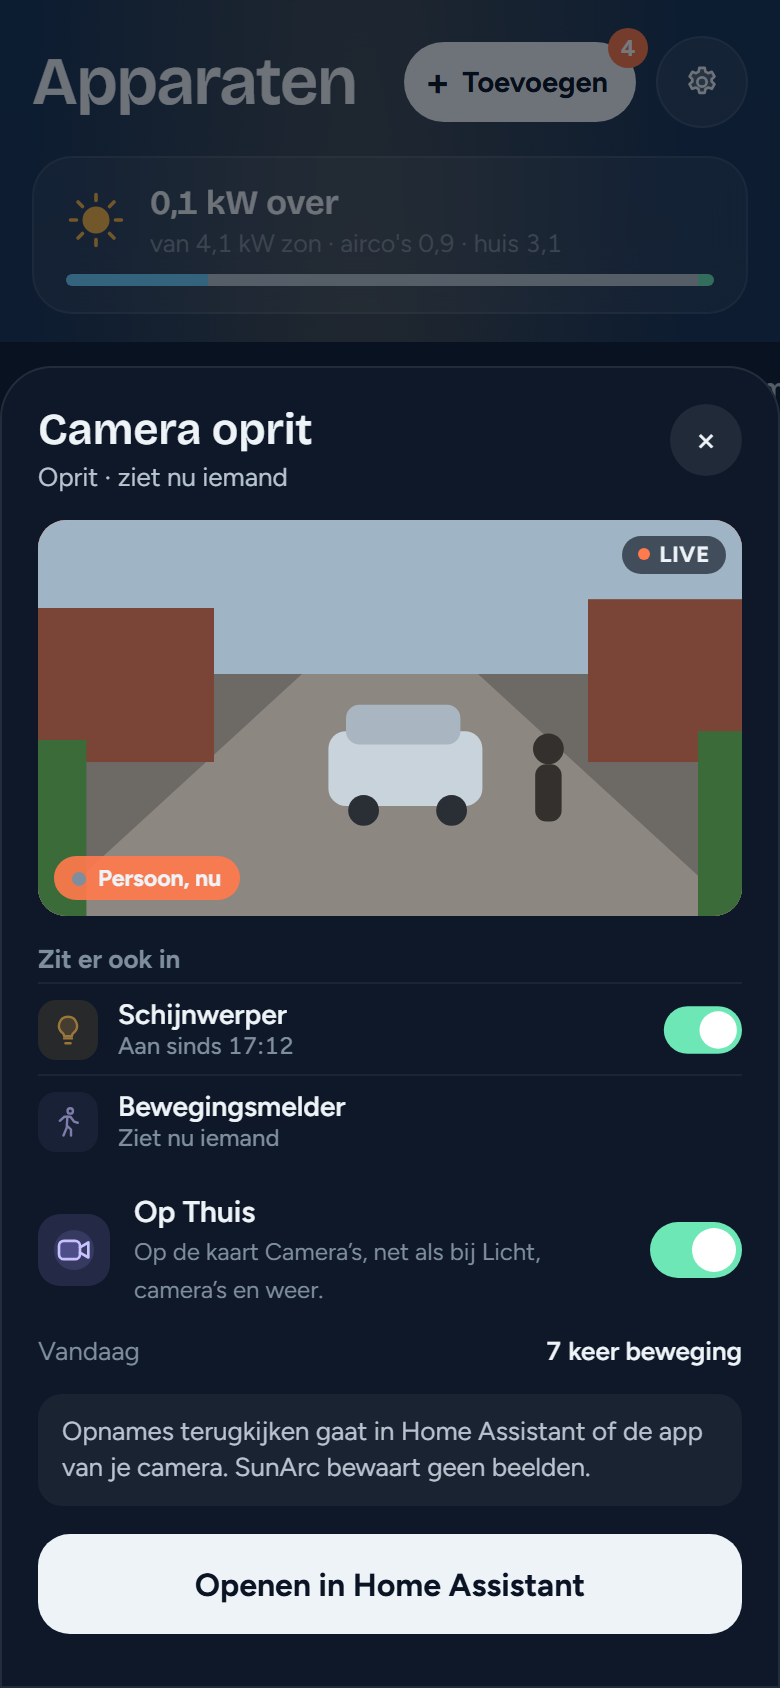 Apparaten
+ Toevoegen
4
0,1 kW over
van 4,1 kW zon · airco's 0,9 · huis 3,1
Camera oprit
Oprit · ziet nu iemand
×
LIVE
Persoon, nu
Zit er ook in
Schijnwerper
Aan sinds 17:12
Bewegingsmelder
Ziet nu iemand
Op Thuis
Op de kaart Camera’s, net als bij Licht,
camera’s en weer.
Vandaag
7 keer beweging
Opnames terugkijken gaat in Home Assistant of de app
van je camera. SunArc bewaart geen beelden.
Openen in Home Assistant